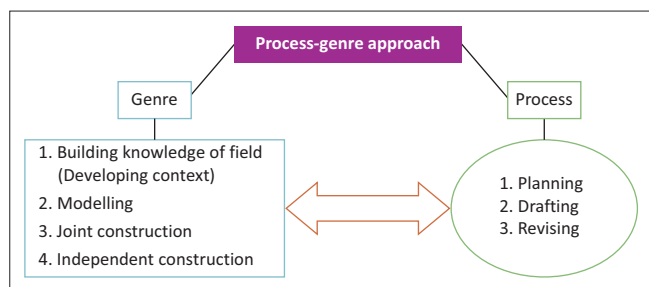 Process-genre approach
Genre
Process
1. Building knowledge of field
(Developing context)
2. Modelling
3. Joint construction
4. Independent construction
1. Planning
2. Drafting
3. Revising